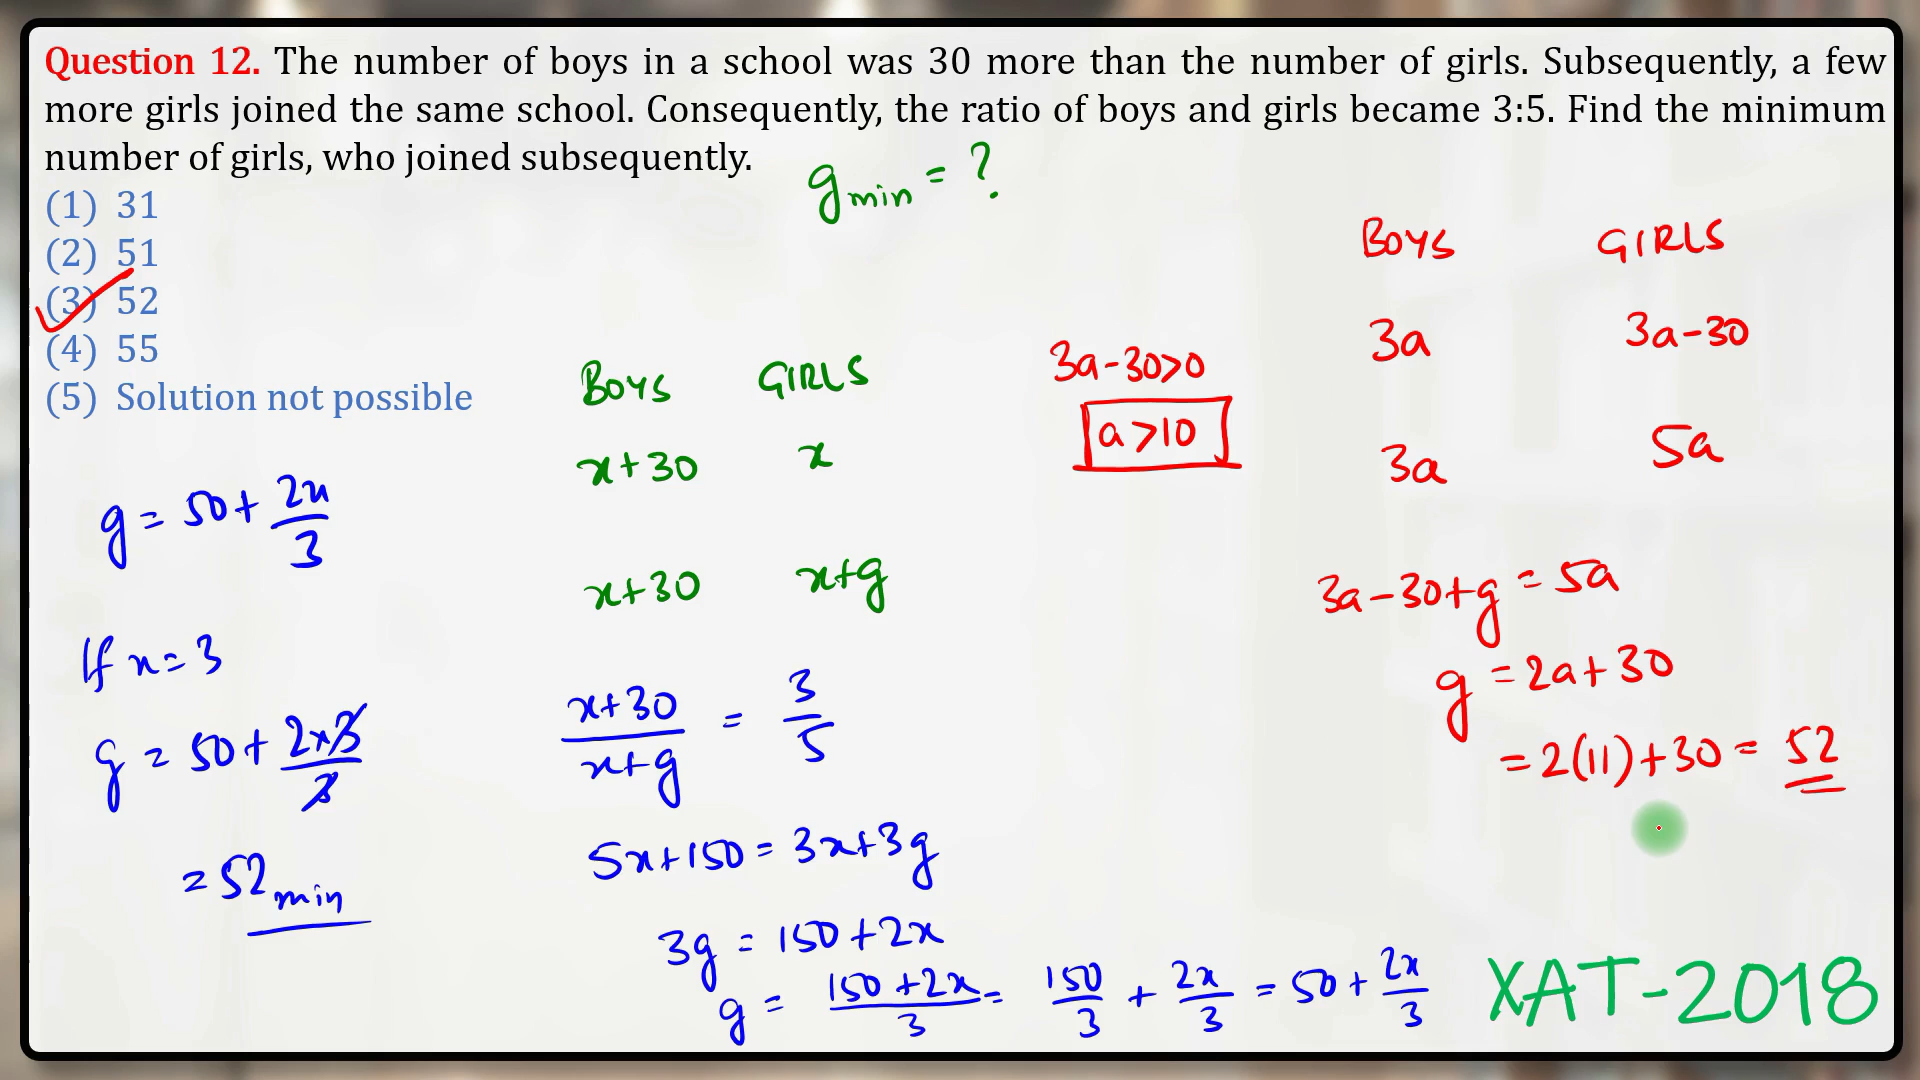 Question 12. The number of boys in a school was 30 more than the number of girls. Subsequently, a few
more girls joined the same school. Consequently, the ratio of boys and girls became 3:5. Find the minimum
number of girls, who joined subsequently.
g min = ?
(1) 31
(2) 51
(3) 52
(4) 55
(5) Solution not possible
g = 50 + 2x/3
If x = 3
g = 50 + 2×3/3
= 52 min
BOYS GIRLS
x+30 x
x+30 x+g
x+30/x+g = 3/5
5x+150 = 3x+3g
3g = 150+2x
g = 150+2x/3 = 150/3 + 2x/3 = 50 + 2x/3
3a-30>0
a>10
BOYS GIRLS
3a 3a-30
3a 5a
3a-30+g = 5a
g = 2a+30
= 2(11)+30 = 52
XAT-2018